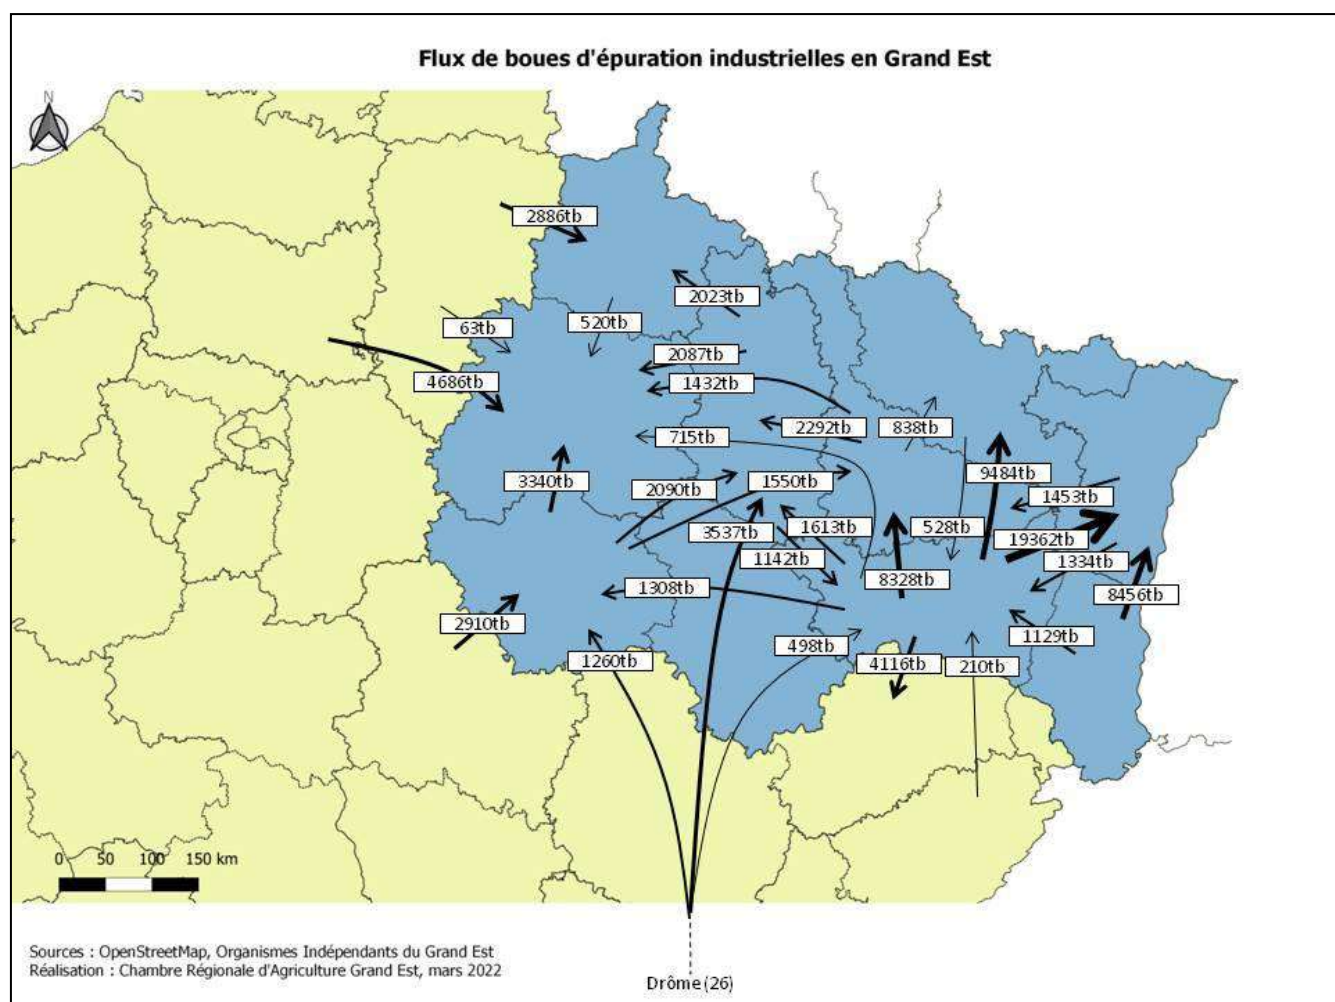 Flux de boues d'épuration industrielles en Grand Est
N
2886tb
2023tb
63tb
520tb
2087tb
4686tb
1432tb
2292tb
838tb
715tb
9484tb
3340tb
2090tb
1550tb
1453tb
3537tb
1613tb
528tb
19362tb
1142tb
1334tb
8328tb
1308tb
8456tb
2910tb
1129tb
498tb
1260tb
4116tb
210tb
0 50 100 150 km
Sources : OpenStreetMap, Organismes Indépendants du Grand Est
Réalisation : Chambre Régionale d'Agriculture Grand Est, mars 2022
Drôme (26)